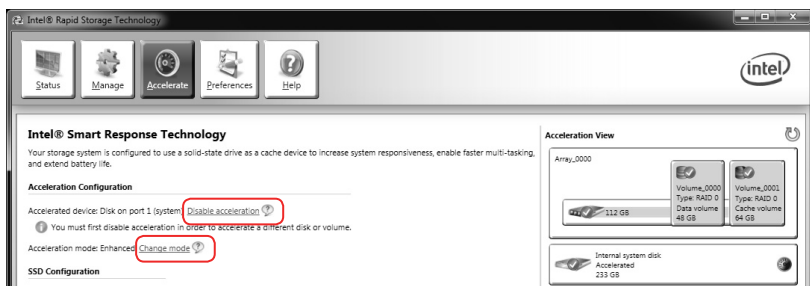 Intel® Rapid Storage Technology
Status
Manage
Accelerate
Preferences
Help
intel
Intel® Smart Response Technology
Your storage system is configured to use a solid-state drive as a cache device to increase system responsiveness, enable faster multi-tasking,
and extend battery life.
Acceleration Configuration
Accelerated device: Disk on port 1 (system) Disable acceleration ?
You must first disable acceleration in order to accelerate a different disk or volume.
Acceleration mode: Enhanced Change mode ?
SSD Configuration
Acceleration View
Array_0000
112 GB
Volume_0000
Type: RAID 0
Data volume
48 GB
Volume_0001
Type: RAID 0
Cache volume
64 GB
Internal system disk
Accelerated
233 GB